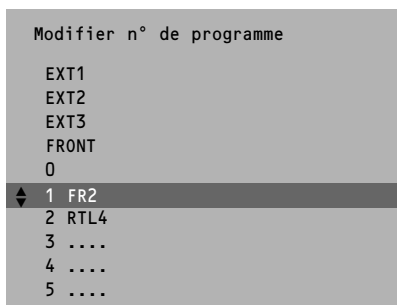 Modifier n° de programme
EXT1
EXT2
EXT3
FRONT
0
1 FR2
2 RTL4
3 ....
4 ....
5 ....